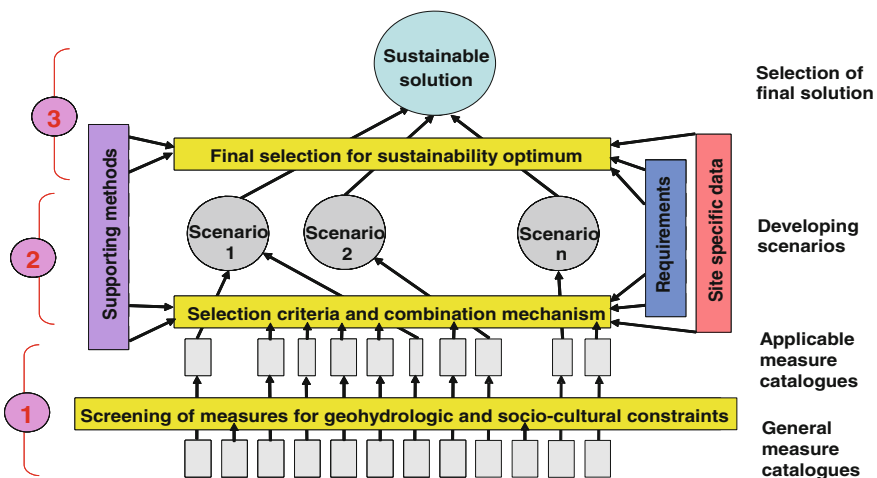 Sustainable
solution
Selection of
final solution
3
Supporting methods
Final selection for sustainability optimum
Requirements
Site specific data
Scenario
1
Scenario
2
Scenario
n
Developing
scenarios
2
Selection criteria and combination mechanism
Applicable
measure
catalogues
1
Screening of measures for geohydrologic and socio-cultural constraints
General
measure
catalogues